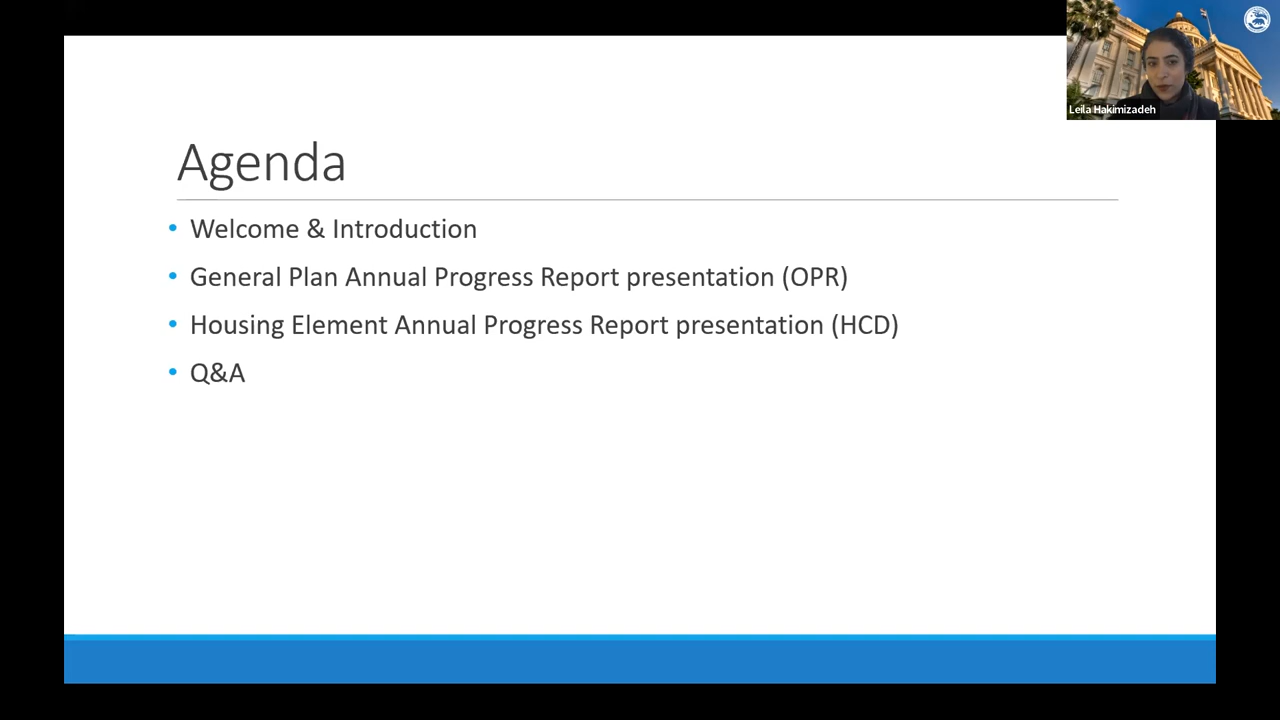 Leila Hakimizadeh
Agenda
• Welcome & Introduction
• General Plan Annual Progress Report presentation (OPR)
• Housing Element Annual Progress Report presentation (HCD)
• Q&A